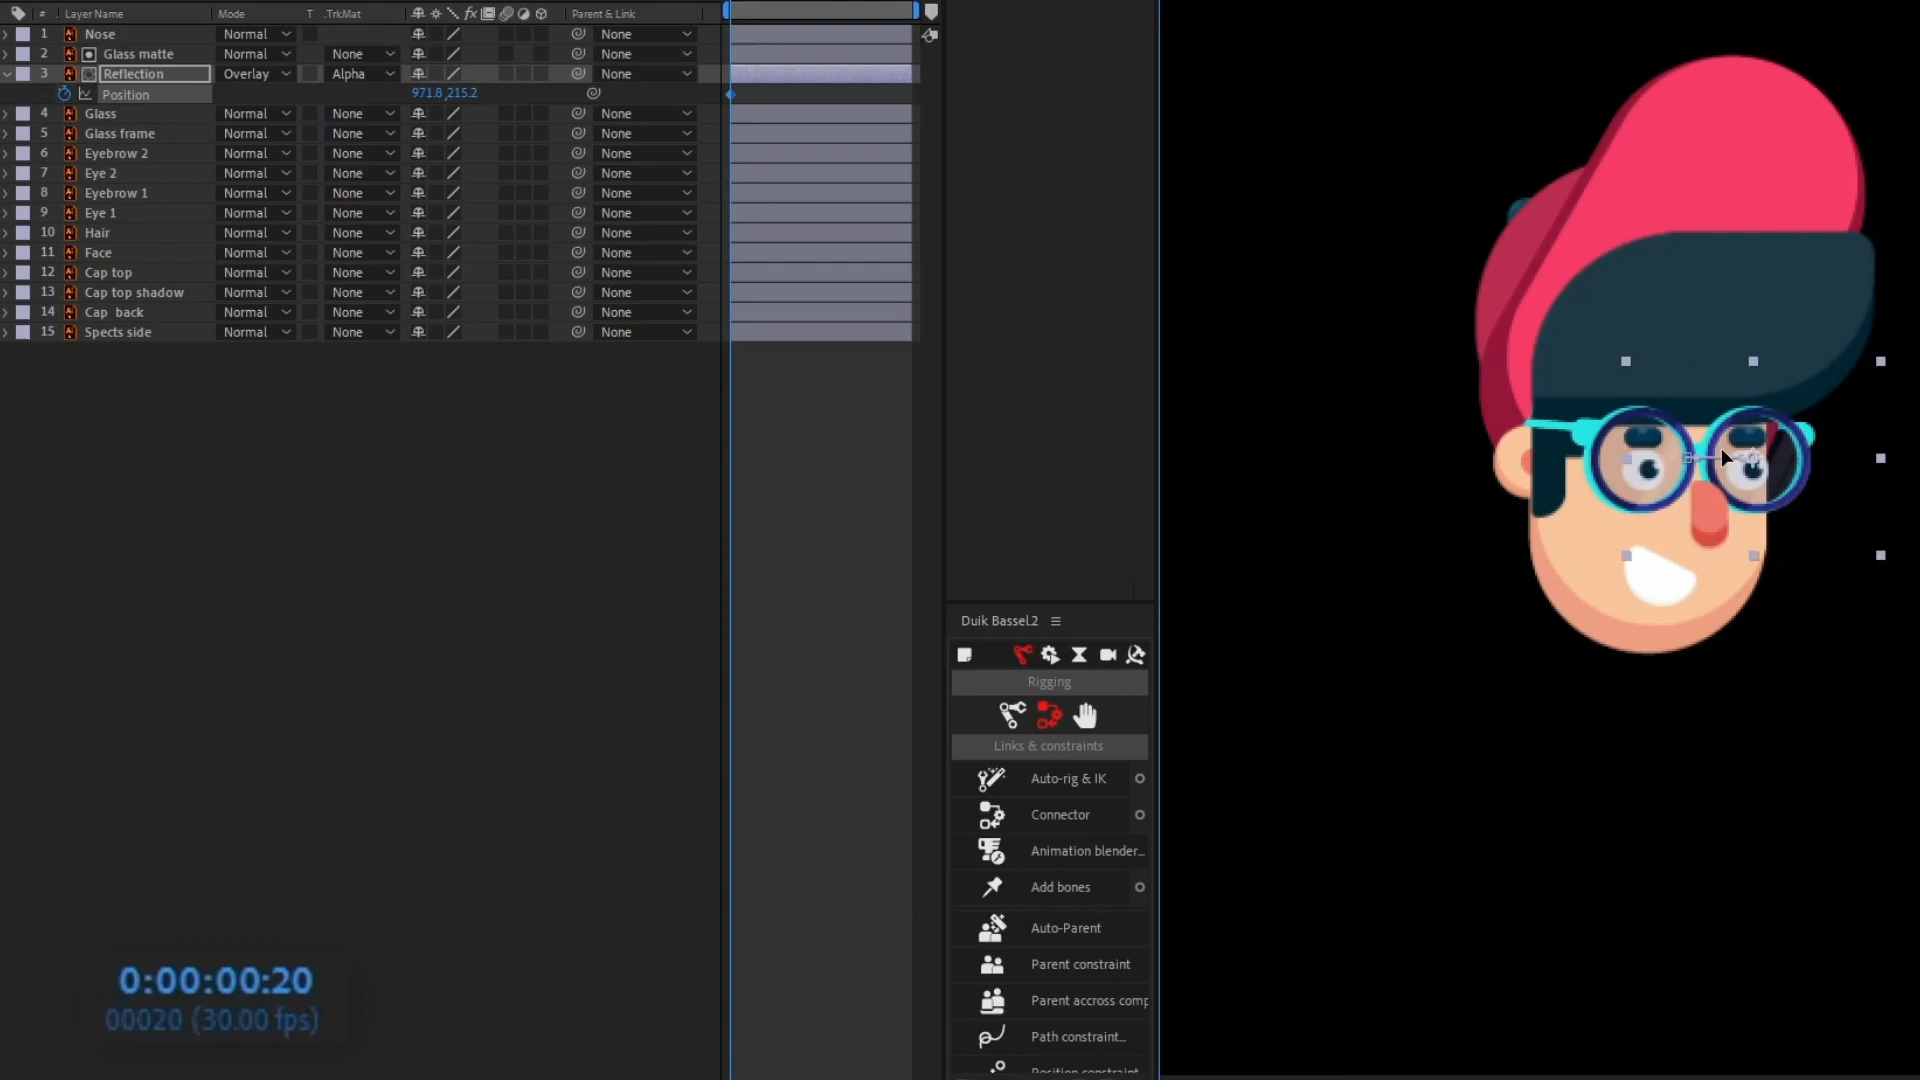 # Layer Name Mode T .TrkMat fx Parent & Link
1 Nose Normal None
2 Glass matte Normal None None
3 Reflection Overlay Alpha None
Position 971.8,215.2
4 Glass Normal None None
5 Glass frame Normal None None
6 Eyebrow 2 Normal None None
7 Eye 2 Normal None None
8 Eyebrow 1 Normal None None
9 Eye 1 Normal None None
10 Hair Normal None None
11 Face Normal None None
12 Cap top Normal None None
13 Cap top shadow Normal None None
14 Cap back Normal None None
15 Spects side Normal None None
Duik Bassel.2
Rigging
Links & constraints
Auto-rig & IK
Connector
Animation blender...
Add bones
Auto-Parent
Parent constraint
Parent accross comp
Path constraint...
Position constraint
0:00:00:20
00020 (30.00 fps)